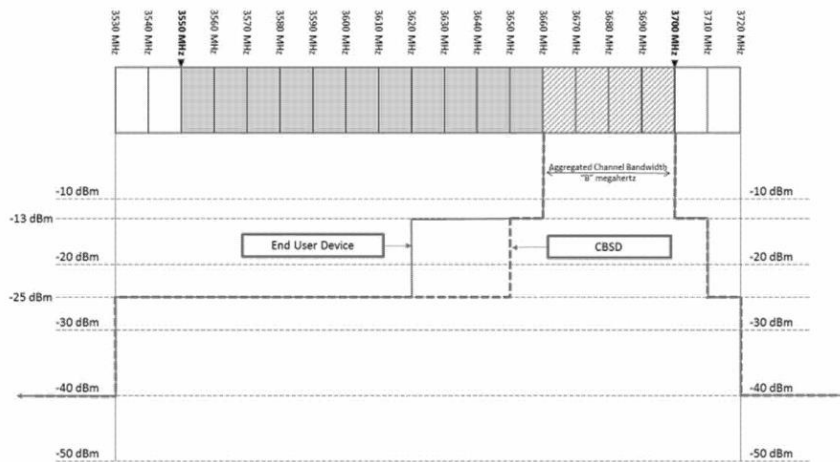 3530 MHz
3540 MHz
3550 MHz
3560 MHz
3570 MHz
3580 MHz
3590 MHz
3600 MHz
3610 MHz
3620 MHz
3630 MHz
3640 MHz
3650 MHz
3660 MHz
3670 MHz
3680 MHz
3690 MHz
3700 MHz
3710 MHz
3720 MHz
Aggregated Channel Bandwidth
"B" megahertz
-10 dBm
-10 dBm
-13 dBm
End User Device
CBSD
-20 dBm
-20 dBm
-25 dBm
-30 dBm
-30 dBm
-40 dBm
-40 dBm
-50 dBm
-50 dBm